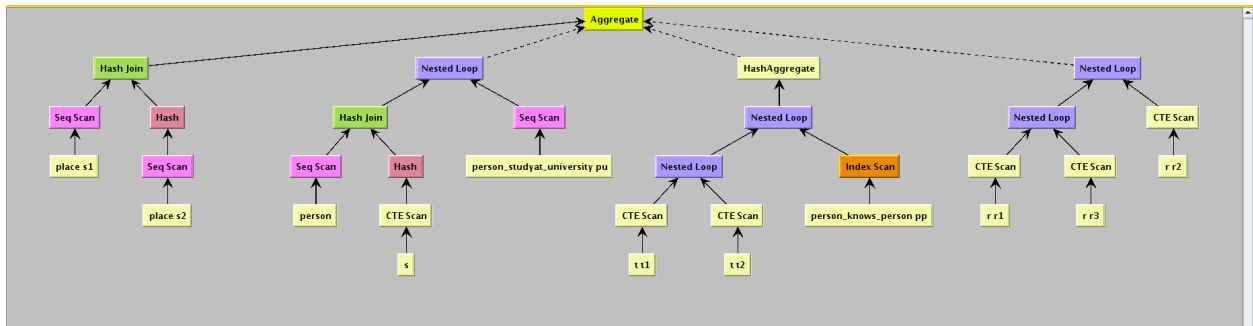 Aggregate
Hash Join
Nested Loop
HashAggregate
Nested Loop
Seq Scan
Hash
Hash Join
Seq Scan
Nested Loop
Nested Loop
CTE Scan
place s1
Seq Scan
Seq Scan
Hash
person_studyat_university pu
Nested Loop
Index Scan
CTE Scan
CTE Scan
r r2
place s2
person
CTE Scan
CTE Scan
CTE Scan
person_knows_person pp
r r1
r r3
s
t t1
t t2